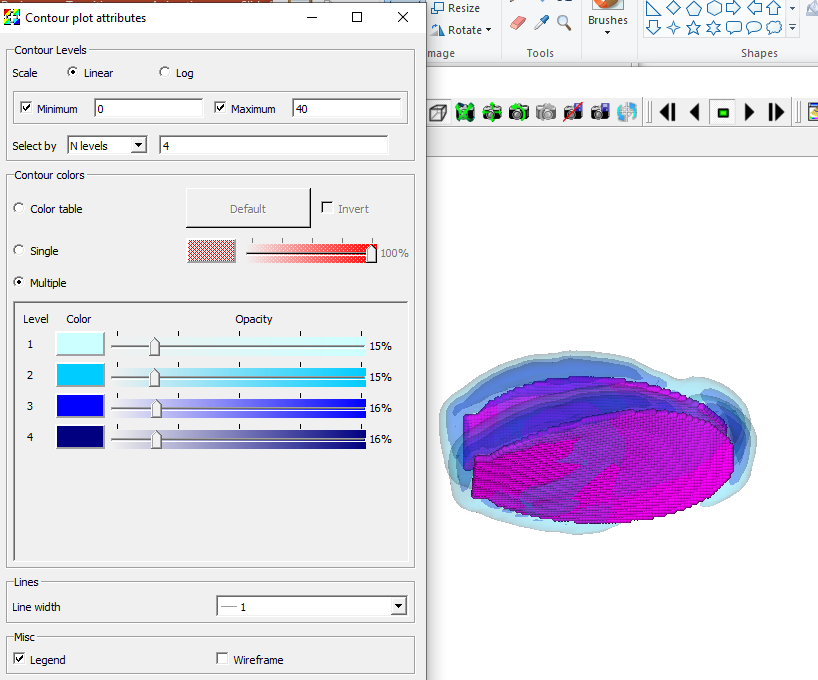 Contour plot attributes
Resize
Rotate
Brushes
mage
Tools
Shapes
Contour Levels
Scale
Linear
Log
Minimum
0
Maximum
40
Select by
N levels
4
Contour colors
Color table
Default
Invert
Single
100%
Multiple
Level
Color
Opacity
1
15%
2
15%
3
16%
4
16%
Lines
Line width
1
Misc
Legend
Wireframe